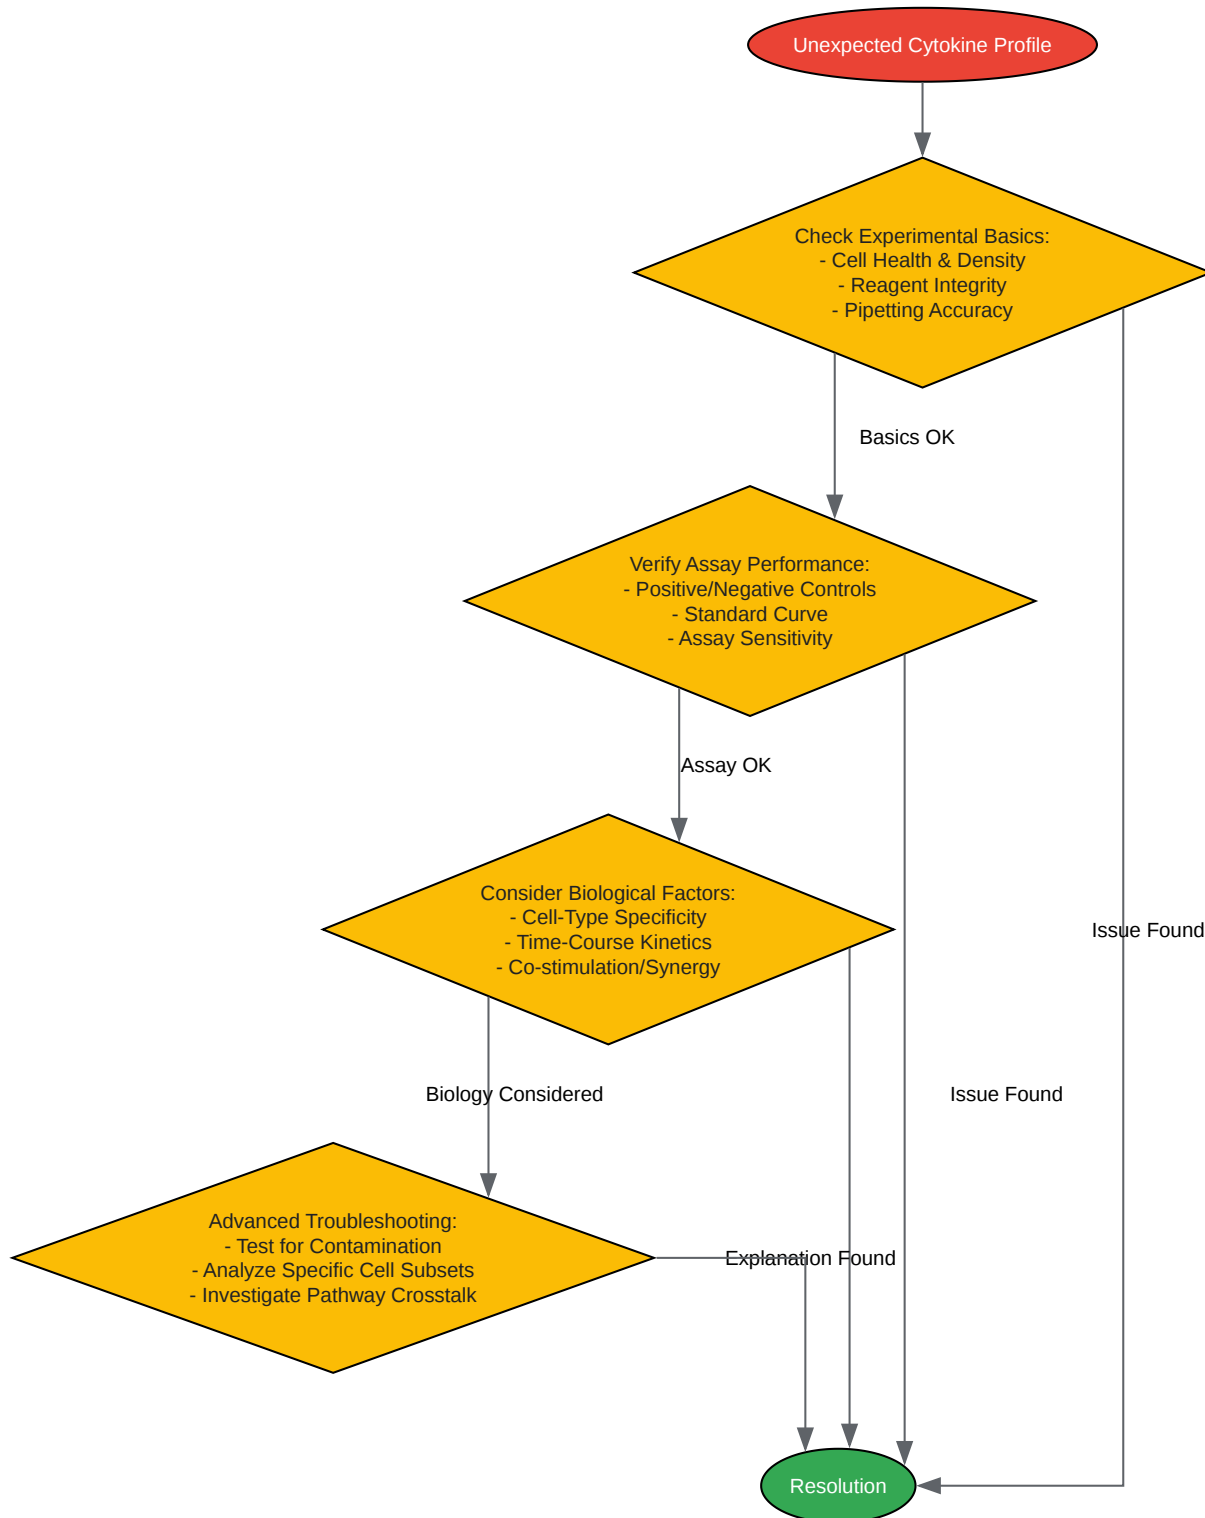 Unexpected Cytokine Profile
Check Experimental Basics:
- Cell Health & Density
- Reagent Integrity
- Pipetting Accuracy
Basics OK
Verify Assay Performance:
- Positive/Negative Controls
- Standard Curve
- Assay Sensitivity
Assay OK
Consider Biological Factors:
- Cell-Type Specificity
- Time-Course Kinetics
- Co-stimulation/Synergy
Issue Found
Biology Considered
Issue Found
Advanced Troubleshooting:
- Test for Contamination
- Analyze Specific Cell Subsets
- Investigate Pathway Crosstalk
Explanation Found
Resolution